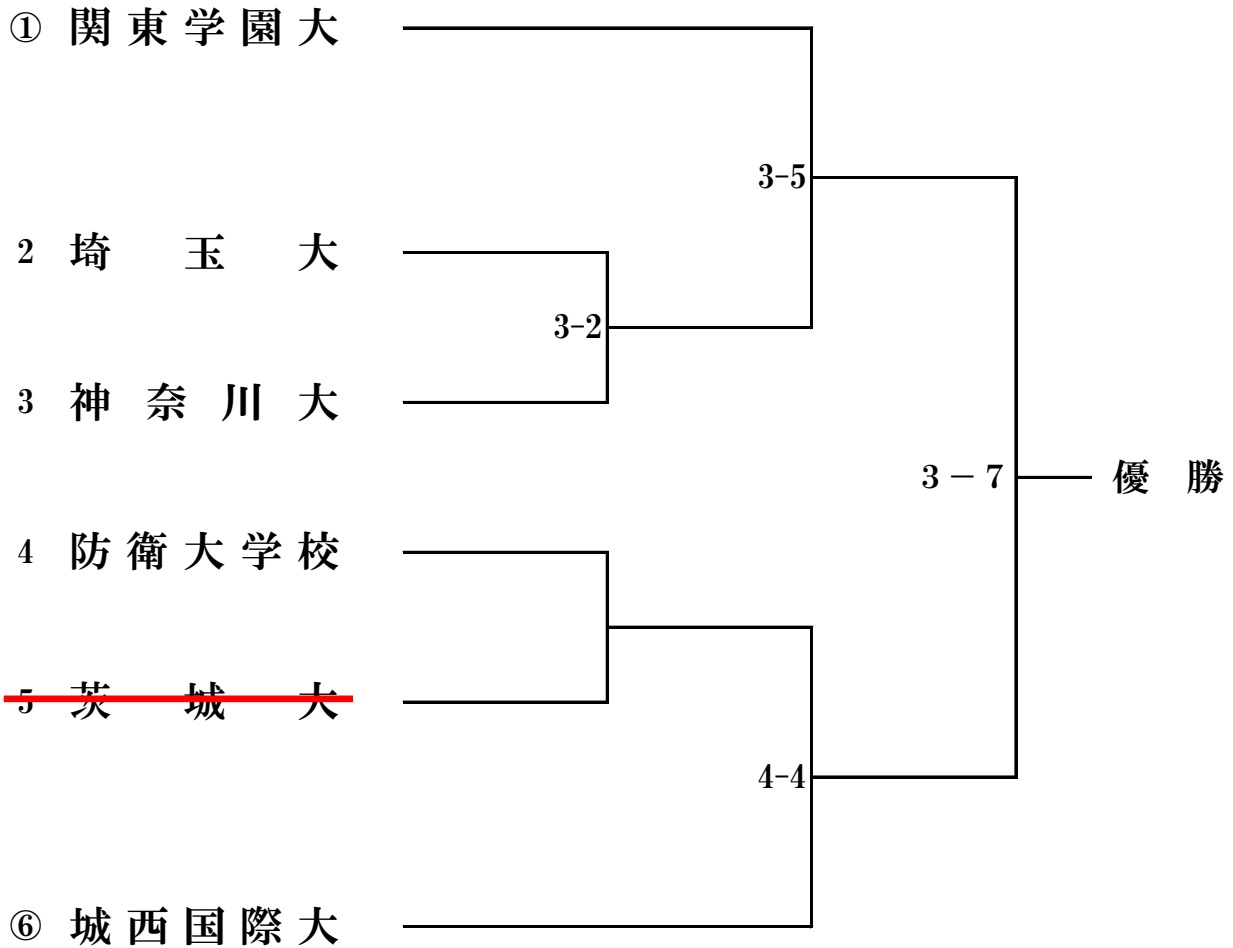 ① 関東学園大
3-5
2 埼玉大
3-2
3 神奈川大
3-7 優勝
4 防衛大学校
5 茨城大
4-4
⑥ 城西国際大